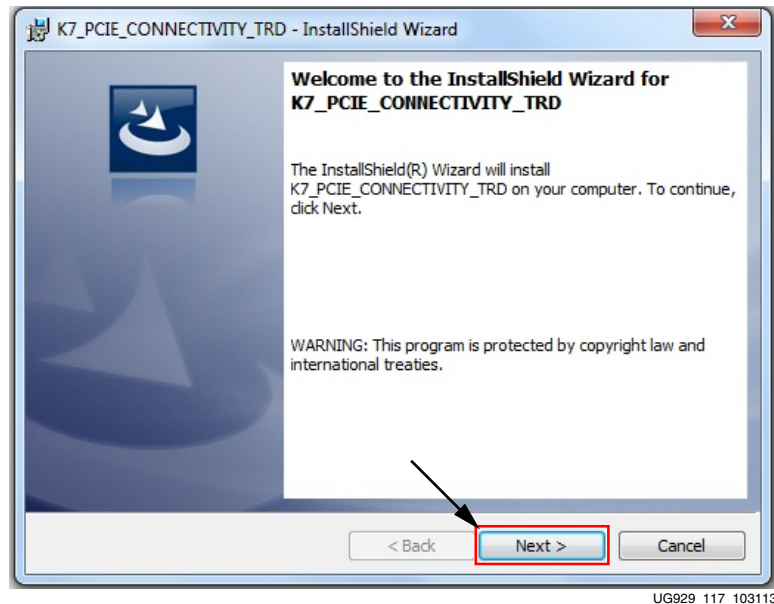 K7_PCIE_CONNECTIVITY_TRD - InstallShield Wizard
Welcome to the InstallShield Wizard for
K7_PCIE_CONNECTIVITY_TRD
The InstallShield(R) Wizard will install
K7_PCIE_CONNECTIVITY_TRD on your computer. To continue,
click Next.
WARNING: This program is protected by copyright law and
international treaties.
< Back Next > Cancel
UG929_117_103113